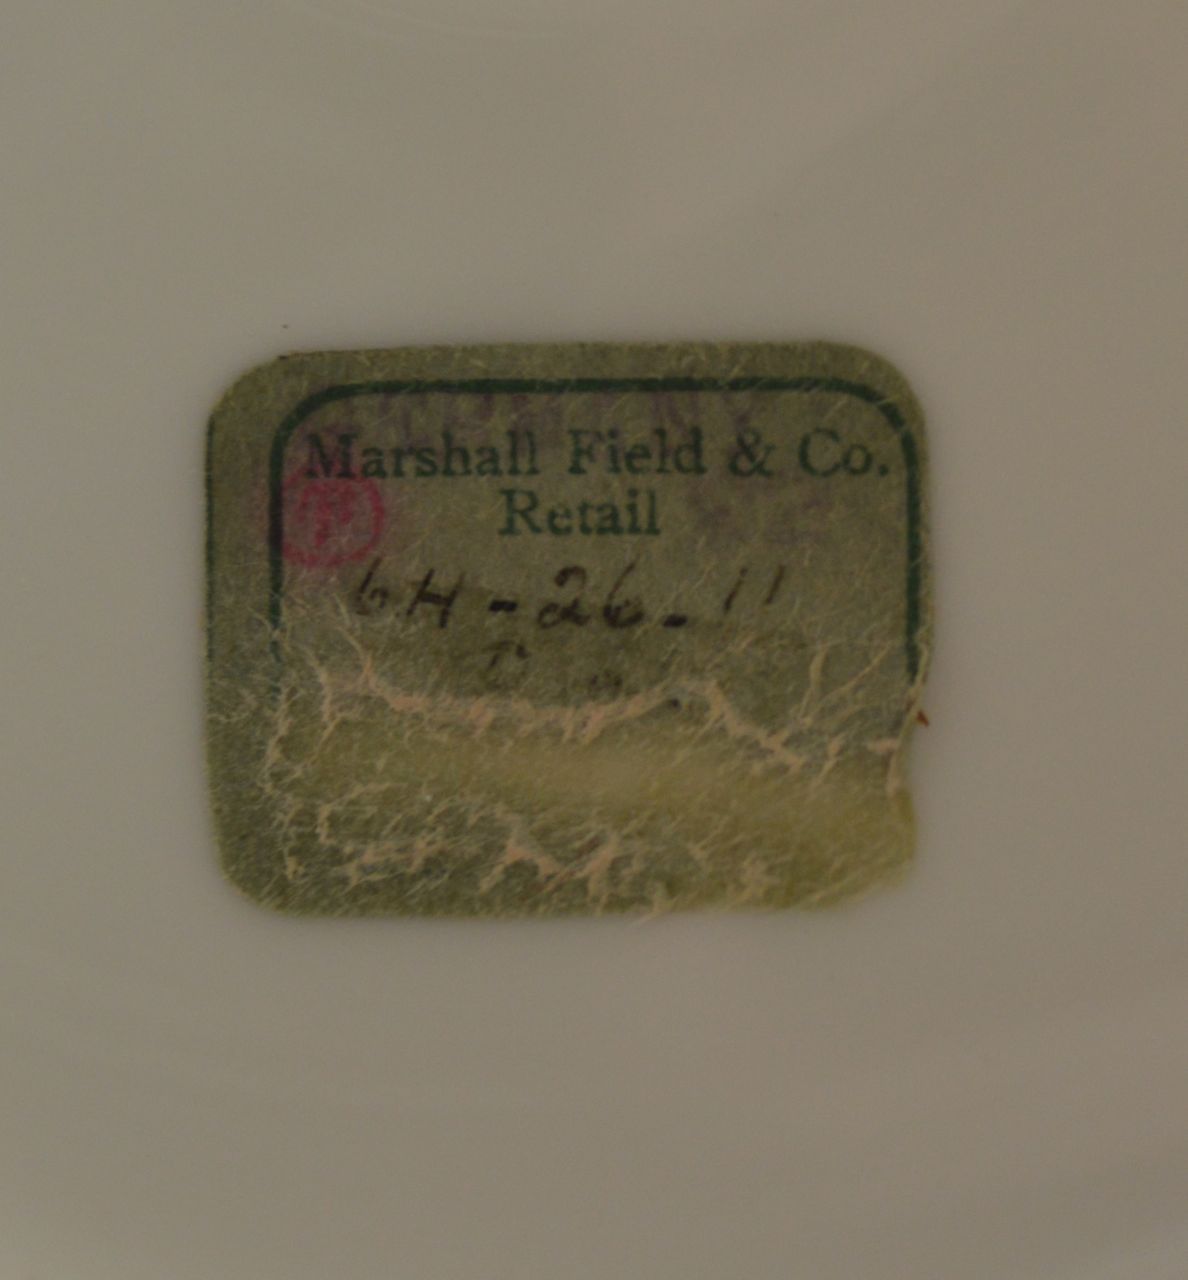 Marshall Field & Co.
Retail
6H-26-11